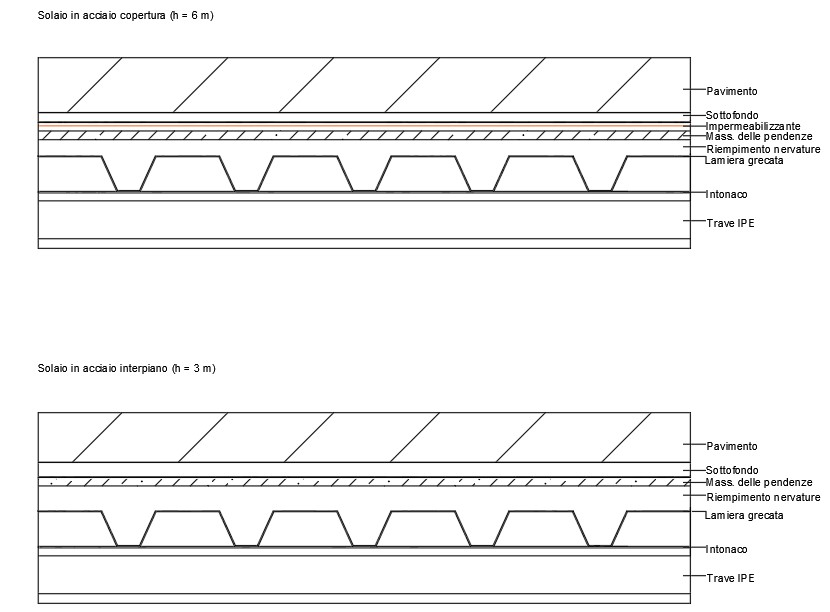 Solaio in acciaio copertura (h = 6 m)
Pavimento
Sottofondo
Impermeabilizzante
Mass. delle pendenze
Riempimento nervature
Lamiera grecata
Intonaco
Trave IPE
Solaio in acciaio interpiano (h = 3 m)
Pavimento
Sottofondo
Mass. delle pendenze
Riempimento nervature
Lamiera grecata
Intonaco
Trave IPE